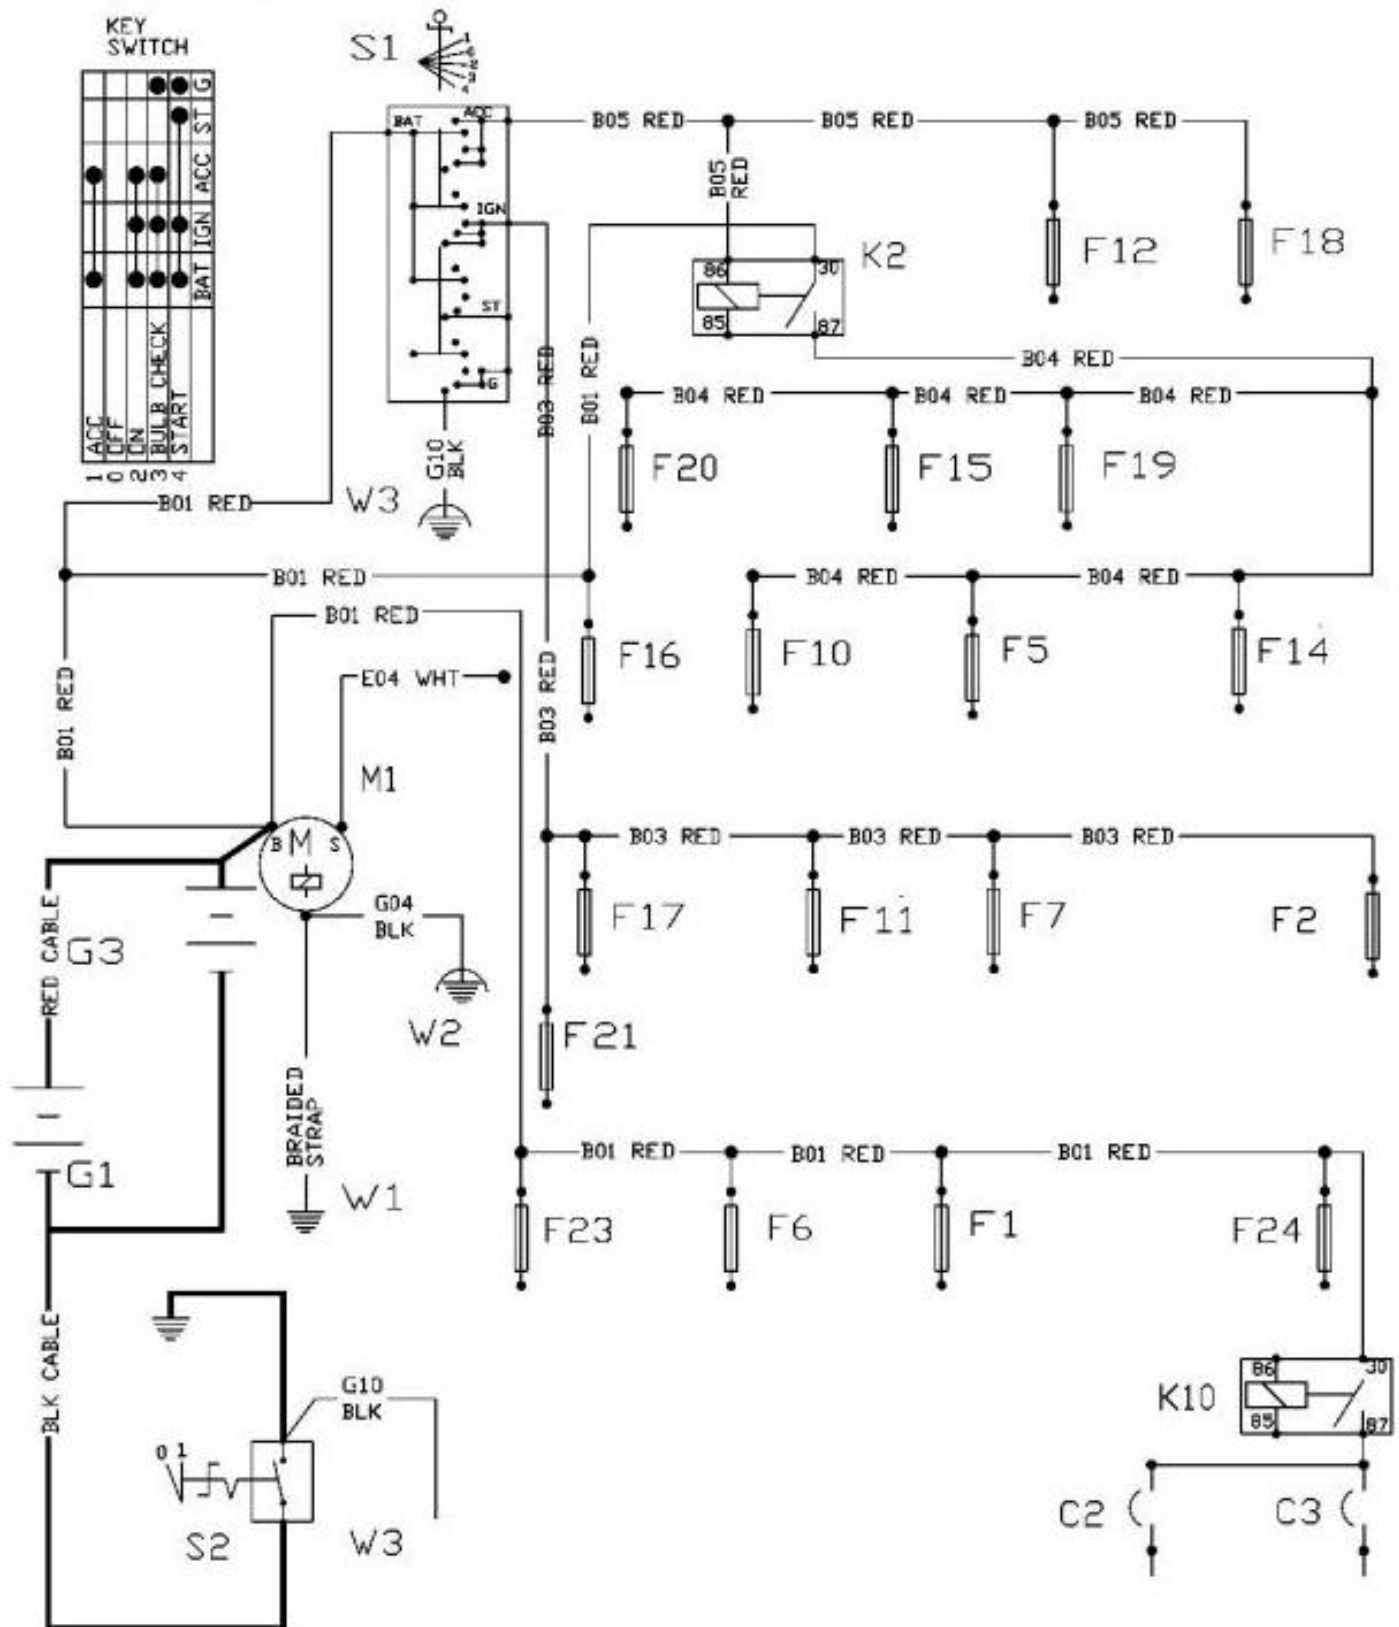 KEY
SWITCH
S1
G
ST
ACC
IGN
BAT
ACC
OFF
ON
BULB CHECK
START
1
0
2
3
4
BAT
ACC
IGN
ST
G
B05 RED
B05 RED
B05 RED
B05
RED
F12
F18
K2
86
30
85
87
B03 RED
B01 RED
B04 RED
B04 RED
B04 RED
B04 RED
F20
F15
F19
G10
BLK
W3
B01 RED
B01 RED
B04 RED
B04 RED
B01 RED
F16
F10
F5
F14
E04 WHT
B01 RED
B03 RED
M1
B
M
S
B03 RED
B03 RED
B03 RED
G04
BLK
F17
F11
F7
F2
RED CABLE
G3
W2
F21
BRAIDED
STRAP
G1
W1
B01 RED
B01 RED
B01 RED
F23
F6
F1
F24
BLK CABLE
G10
BLK
K10
86
30
85
87
0 1
S2
W3
C2
C3